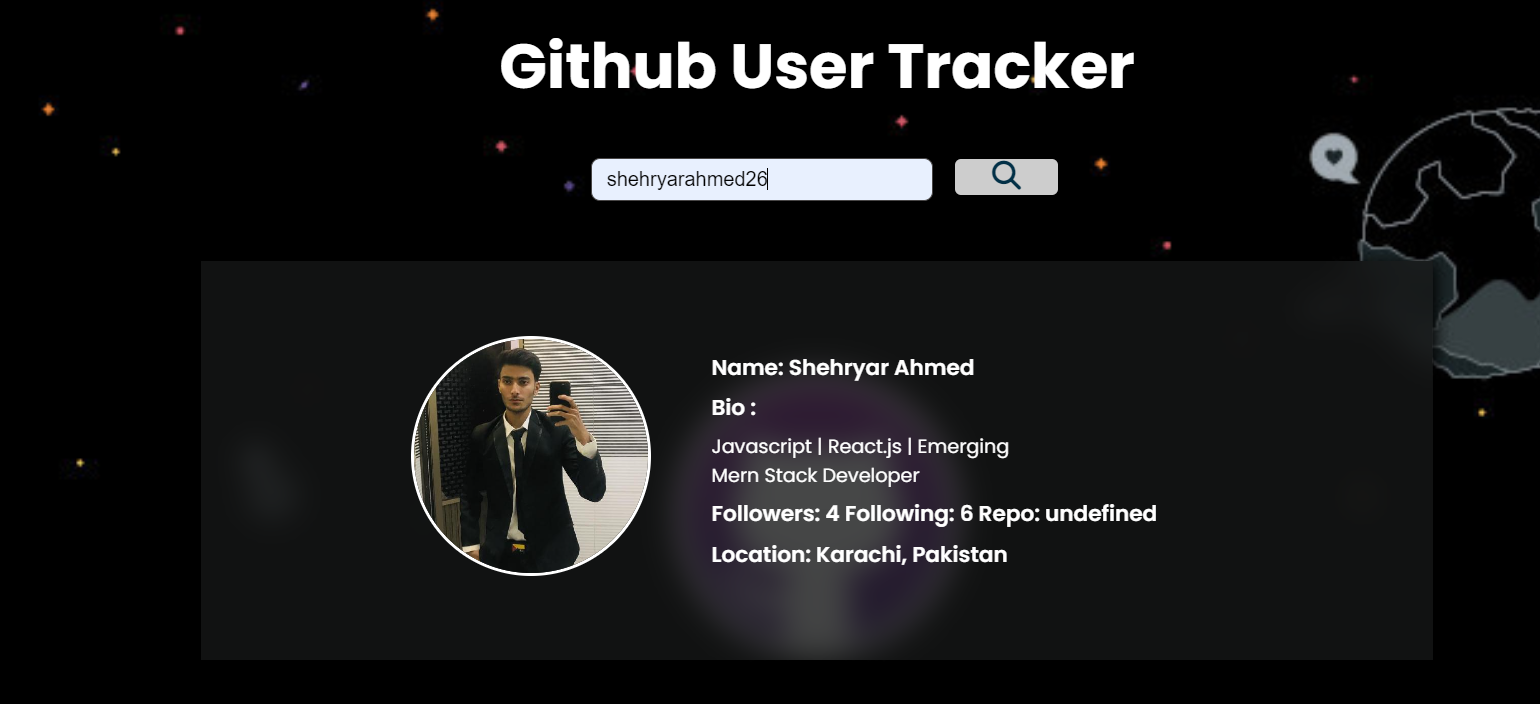 Github User Tracker
shehryarahmed26
Name: Shehryar Ahmed
Bio :
Javascript | React.js | Emerging
Mern Stack Developer
Followers: 4 Following: 6 Repo: undefined
Location: Karachi, Pakistan